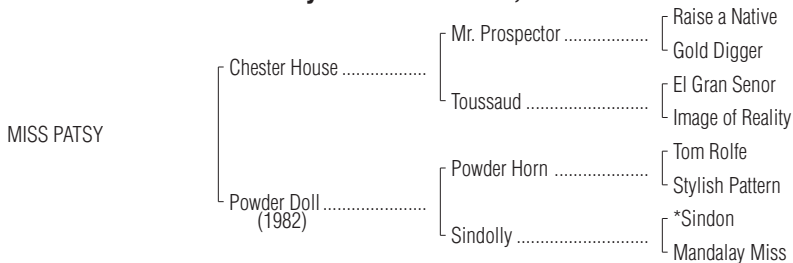 Raise a Native
Mr. Prospector ....................
Gold Digger
Chester House ...................
El Gran Senor
Toussaud .............................
Image of Reality
MISS PATSY
Tom Rolfe
Powder Horn ......................
Stylish Pattern
Powder Doll ........................
(1982)
*Sindon
Sindolly ...............................
Mandalay Miss